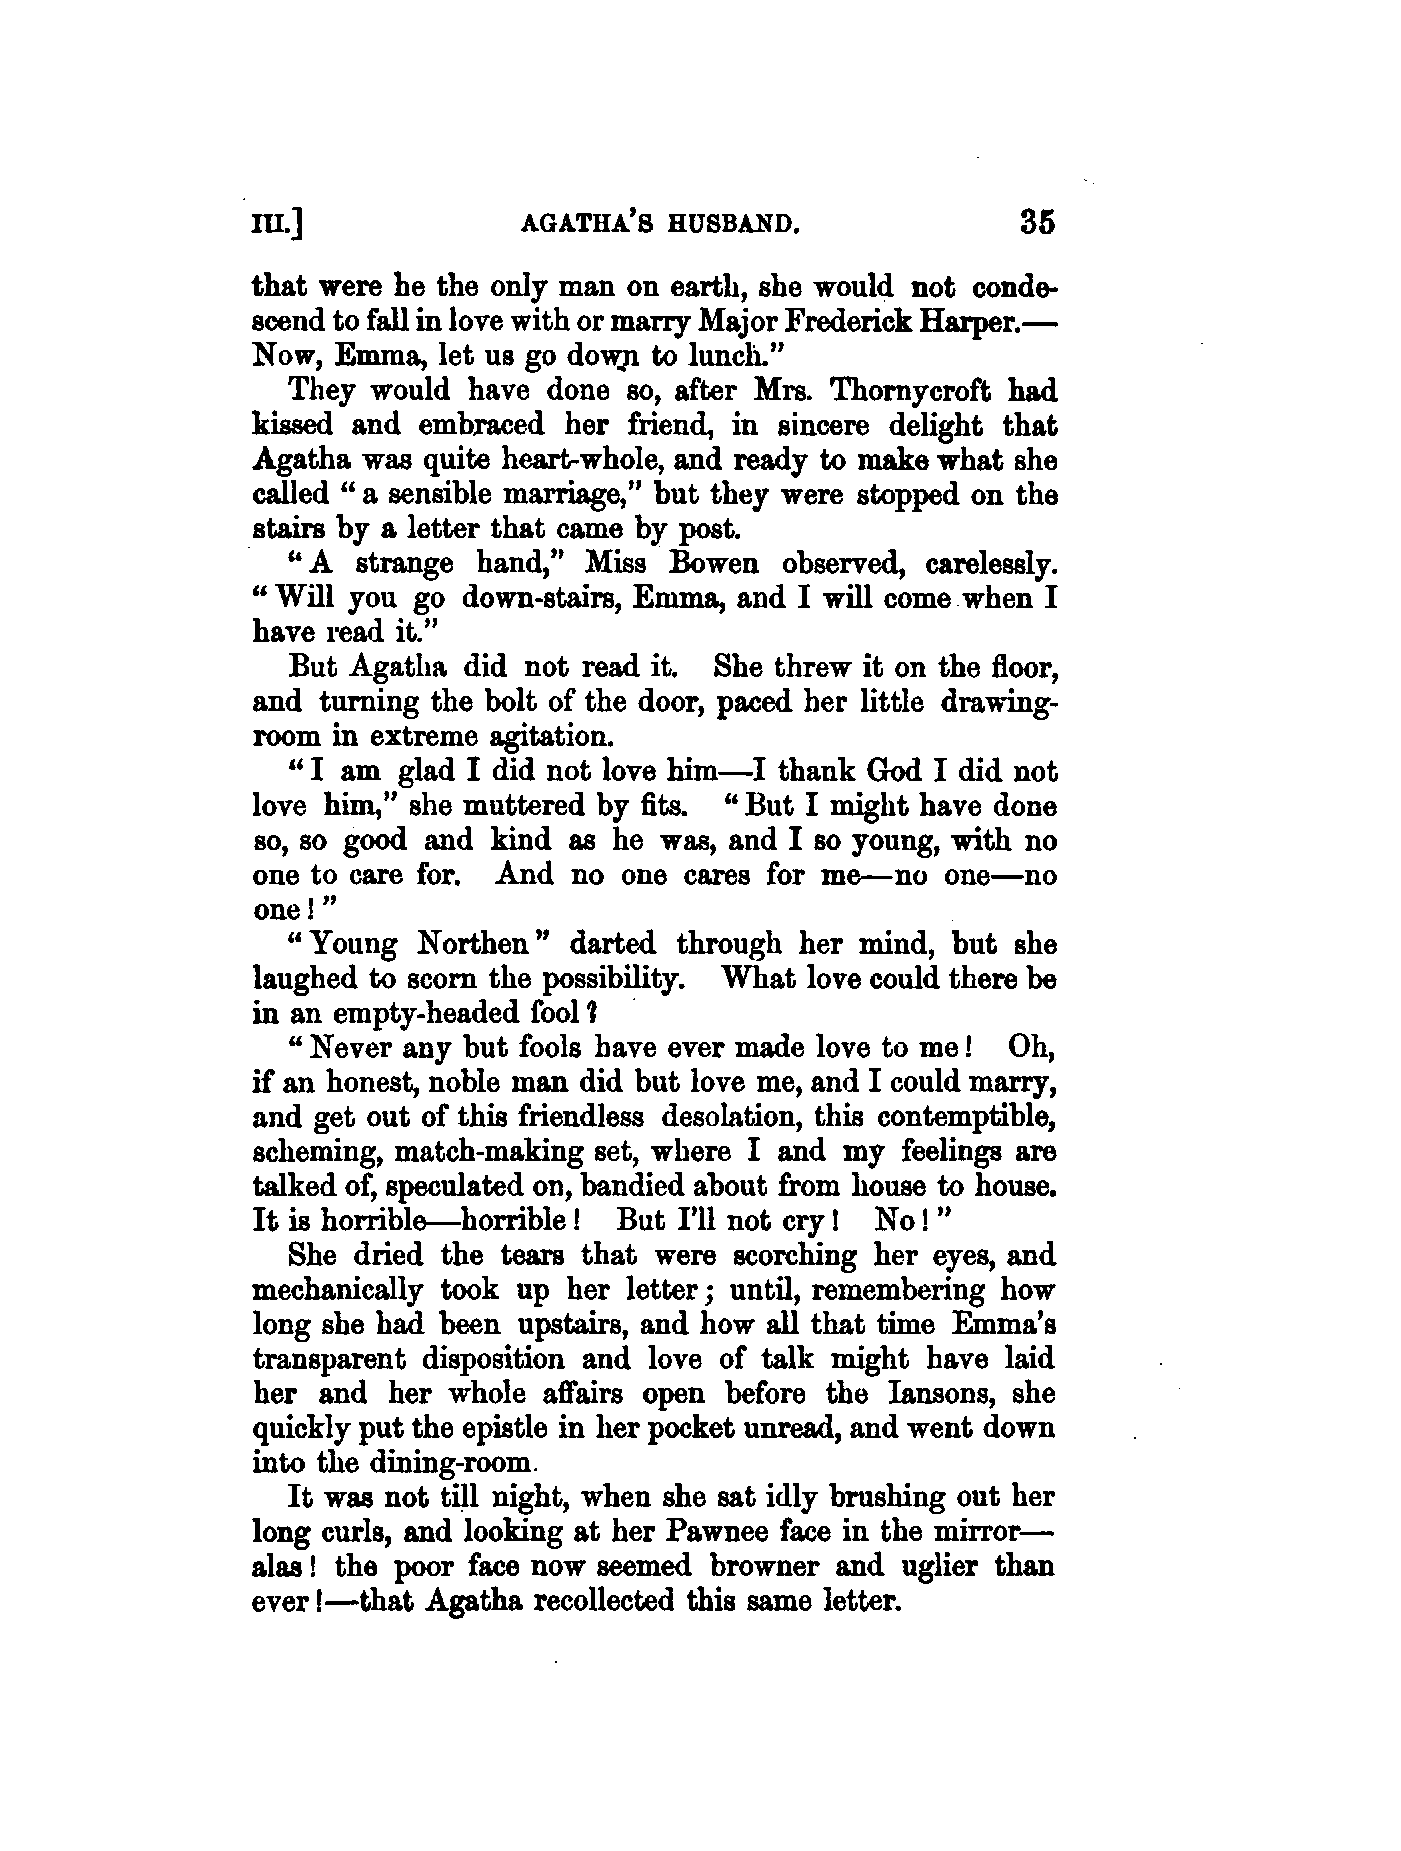 III.] AGATHA'S HUSBAND. 35
that were he the only man on earth, she would not conde-
scend to fall in love with or marry Major Frederick Harper.—
Now, Emma, let us go down to lunch."
They would have done so, after Mrs. Thornycroft had
kissed and embraced her friend, in sincere delight that
Agatha was quite heart-whole, and ready to make what she
called "a sensible marriage," but they were stopped on the
stairs by a letter that came by post.
"A strange hand," Miss Bowen observed, carelessly.
"Will you go down-stairs, Emma, and I will come when I
have read it."
But Agatha did not read it. She threw it on the floor,
and turning the bolt of the door, paced her little drawing-
room in extreme agitation.
"I am glad I did not love him—I thank God I did not
love him," she muttered by fits. "But I might have done
so, so good and kind as he was, and I so young, with no
one to care for. And no one cares for me—no one—no
one!"
"Young Northen" darted through her mind, but she
laughed to scorn the possibility. What love could there be
in an empty-headed fool?
"Never any but fools have ever made love to me! Oh,
if an honest, noble man did but love me, and I could marry,
and get out of this friendless desolation, this contemptible,
scheming, match-making set, where I and my feelings are
talked of, speculated on, bandied about from house to house.
It is horrible—horrible! But I'll not cry! No!"
She dried the tears that were scorching her eyes, and
mechanically took up her letter; until, remembering how
long she had been upstairs, and how all that time Emma's
transparent disposition and love of talk might have laid
her and her whole affairs open before the Iansons, she
quickly put the epistle in her pocket unread, and went down
into the dining-room.
It was not till night, when she sat idly brushing out her
long curls, and looking at her Pawnee face in the mirror—
alas! the poor face now seemed browner and uglier than
ever!—that Agatha recollected this same letter.